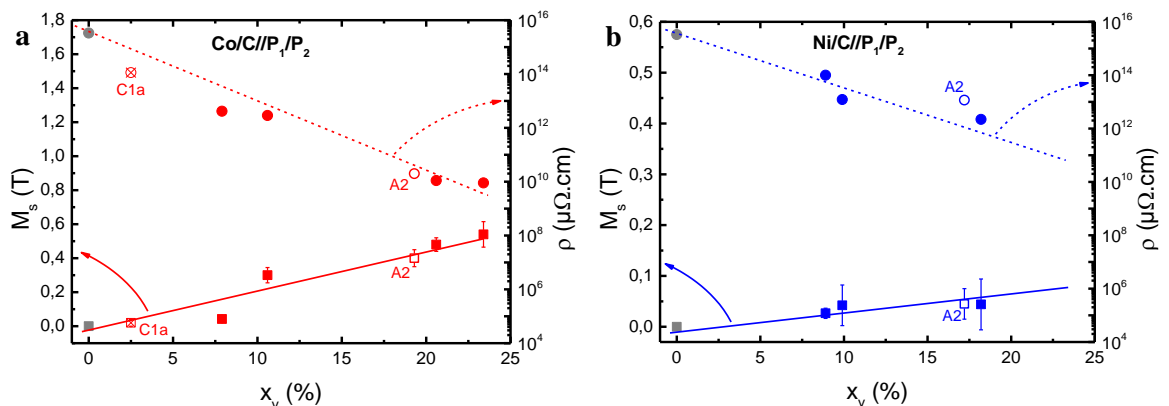 a
Co/C//P1/P2
1,8
1,6
1,4
1,2
1,0
0,8
0,6
0,4
0,2
0,0
Ms (T)
C1a
A2
A2
C1a
10^16
10^14
10^12
10^10
10^8
10^6
10^4
ρ (μΩ.cm)
0
5
10
15
20
25
xv (%)
b
Ni/C//P1/P2
0,6
0,5
0,4
0,3
0,2
0,1
0,0
Ms (T)
A2
A2
10^16
10^14
10^12
10^10
10^8
10^6
10^4
ρ (μΩ.cm)
0
5
10
15
20
25
xv (%)